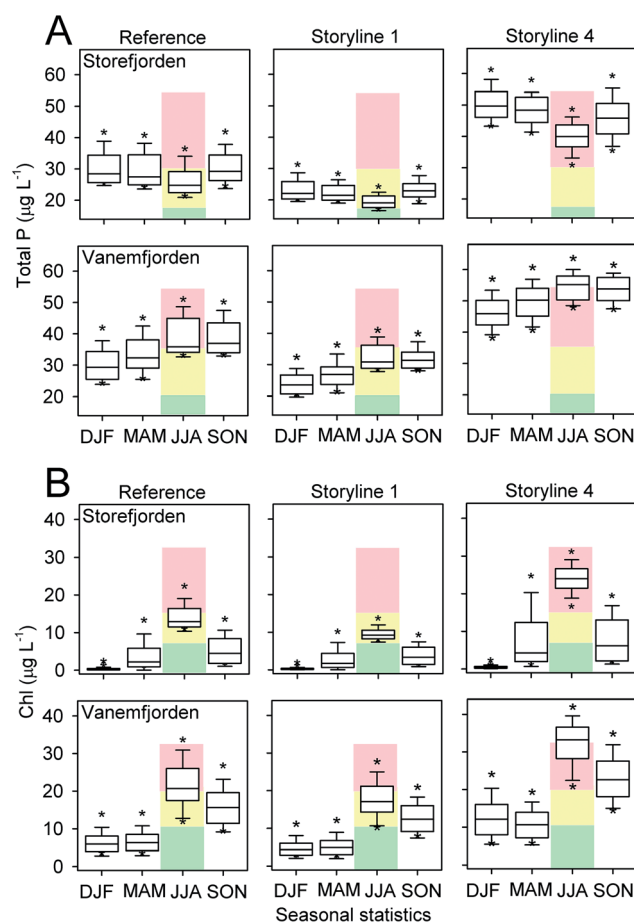 A
Reference Storyline 1 Storyline 4
Storefjorden
60
50
40
30
20
Total P (µg L⁻¹)
Vanemfjorden
60
50
40
30
20
DJF MAM JJA SON DJF MAM JJA SON DJF MAM JJA SON
B
Reference Storyline 1 Storyline 4
Storefjorden
40
30
20
10
0
Chl (µg L⁻¹)
Vanemfjorden
40
30
20
10
0
DJF MAM JJA SON DJF MAM JJA SON DJF MAM JJA SON
Seasonal statistics